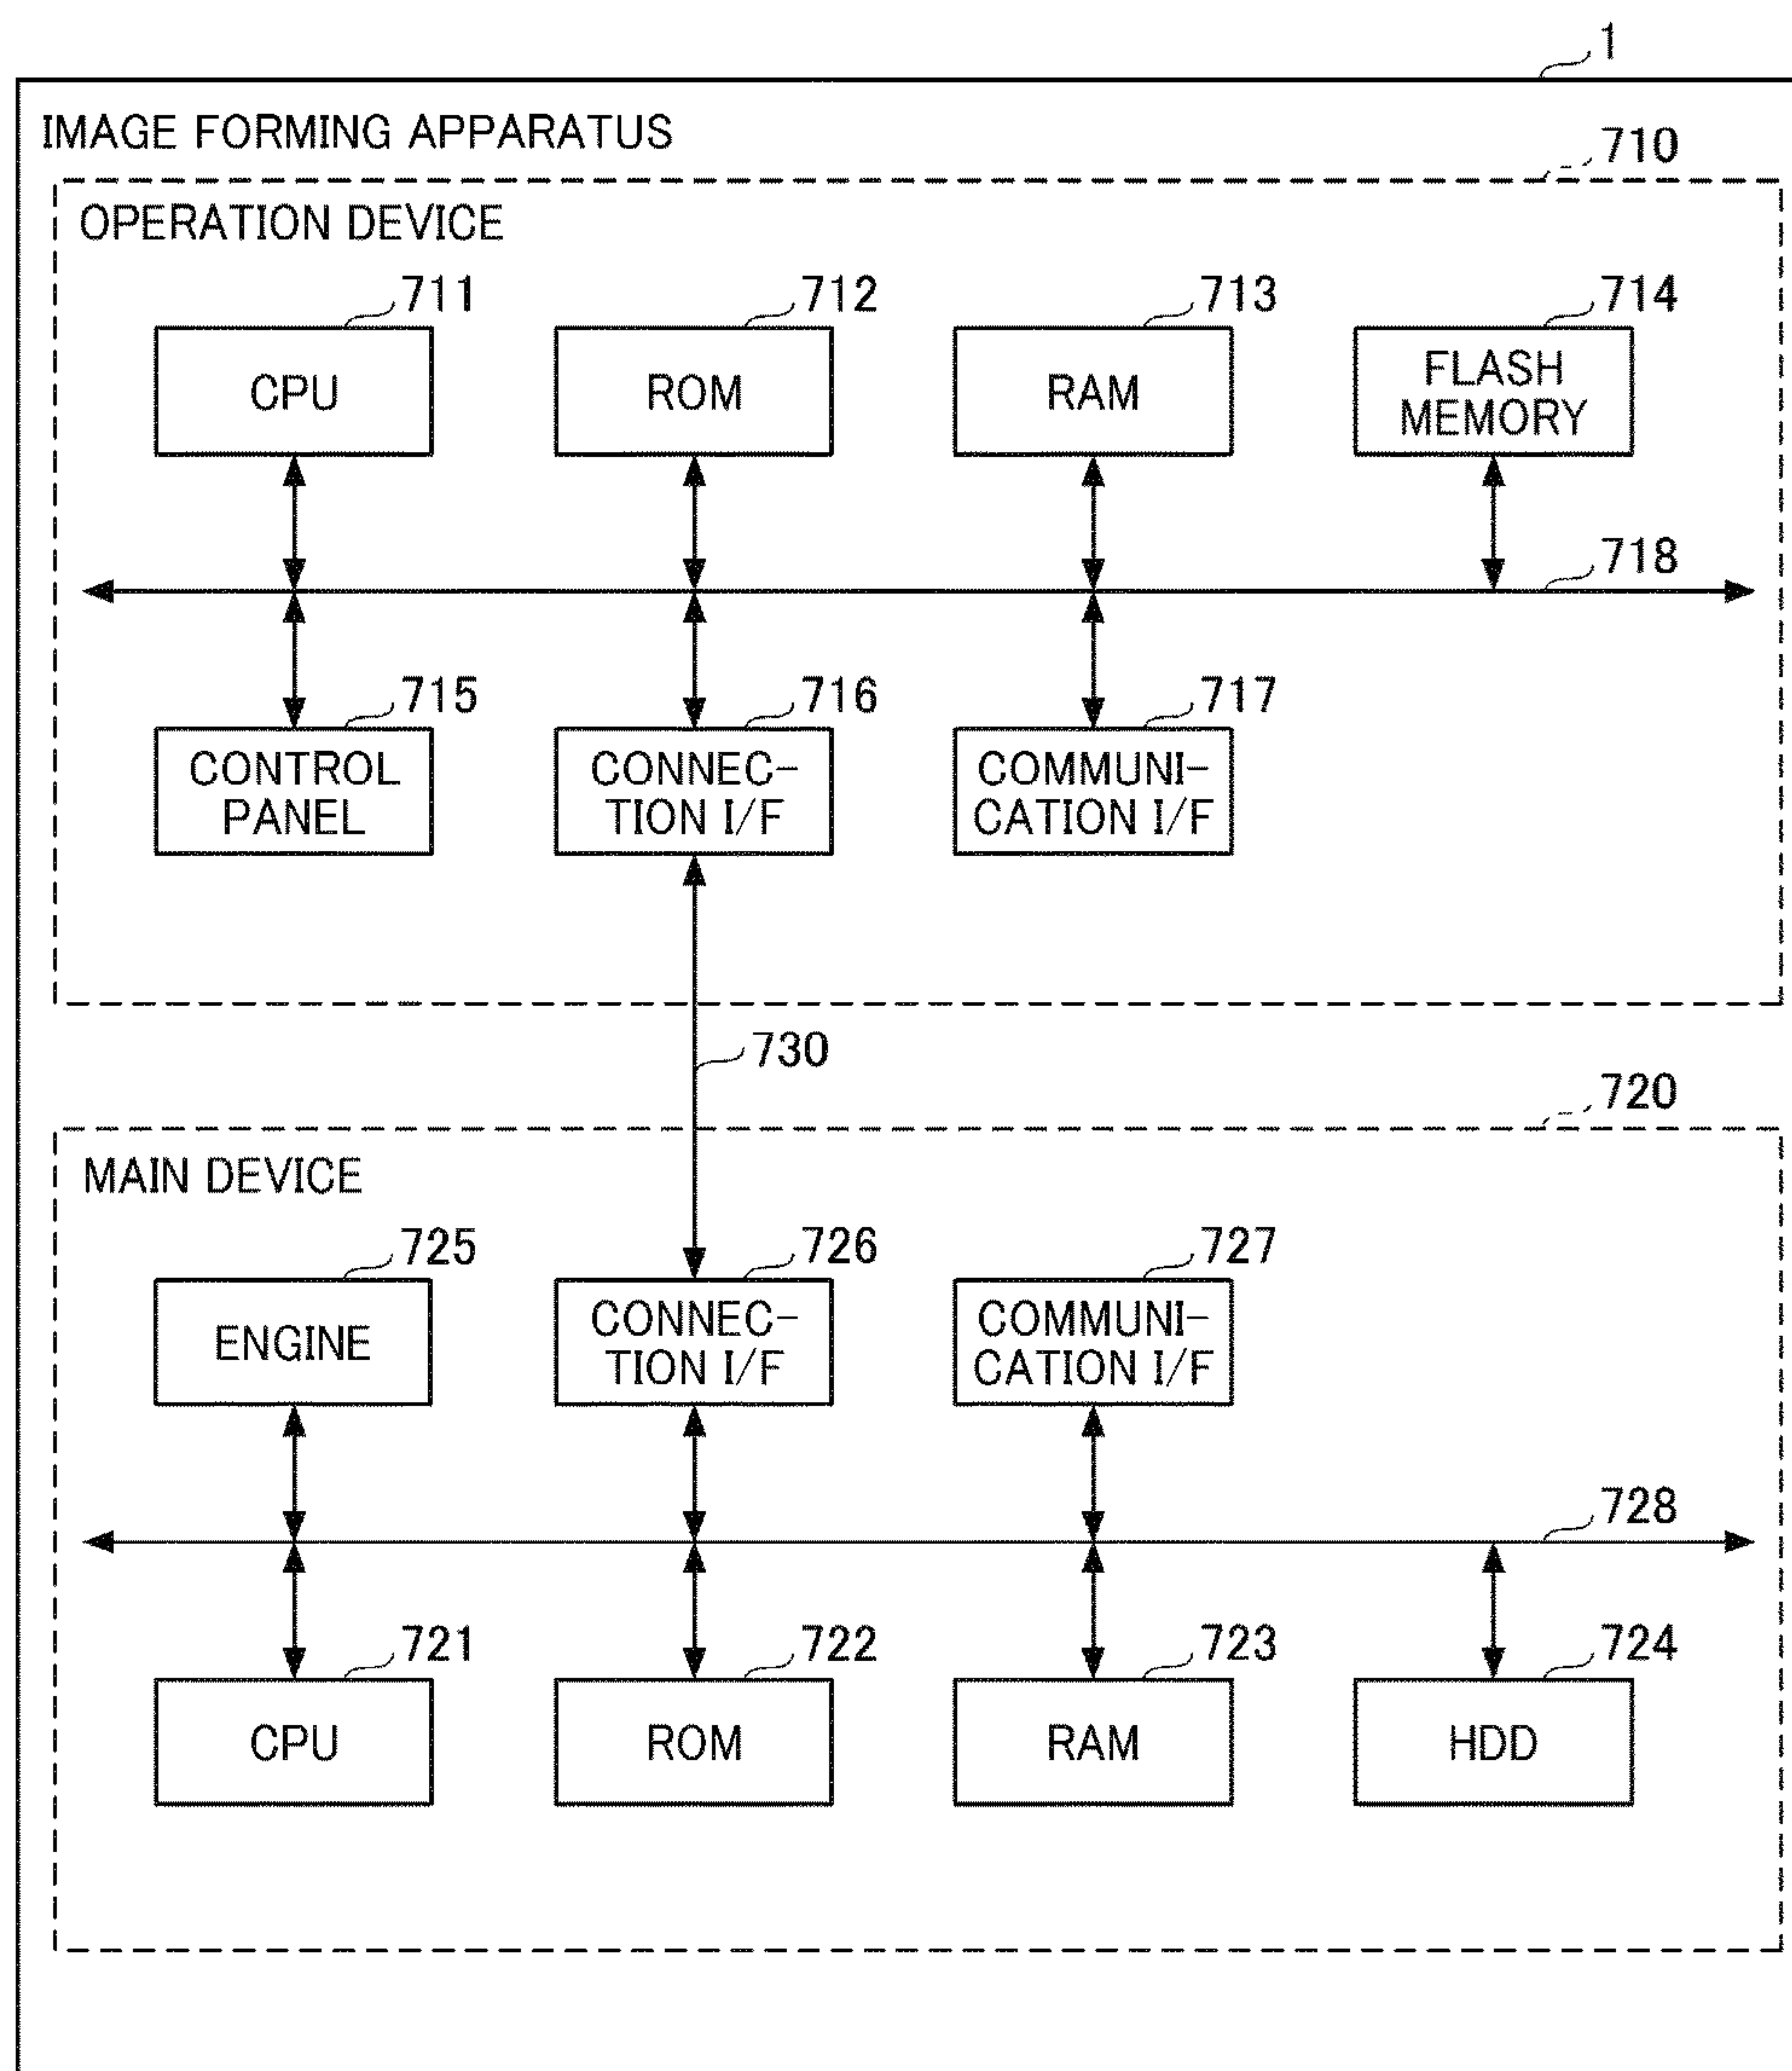 1
IMAGE FORMING APPARATUS
710
OPERATION DEVICE
711
712
713
714
CPU
ROM
RAM
FLASH
MEMORY
718
715
716
717
CONTROL
PANEL
CONNEC-
TION I/F
COMMUNI-
CATION I/F
730
720
MAIN DEVICE
725
726
727
ENGINE
CONNEC-
TION I/F
COMMUNI-
CATION I/F
728
721
722
723
724
CPU
ROM
RAM
HDD